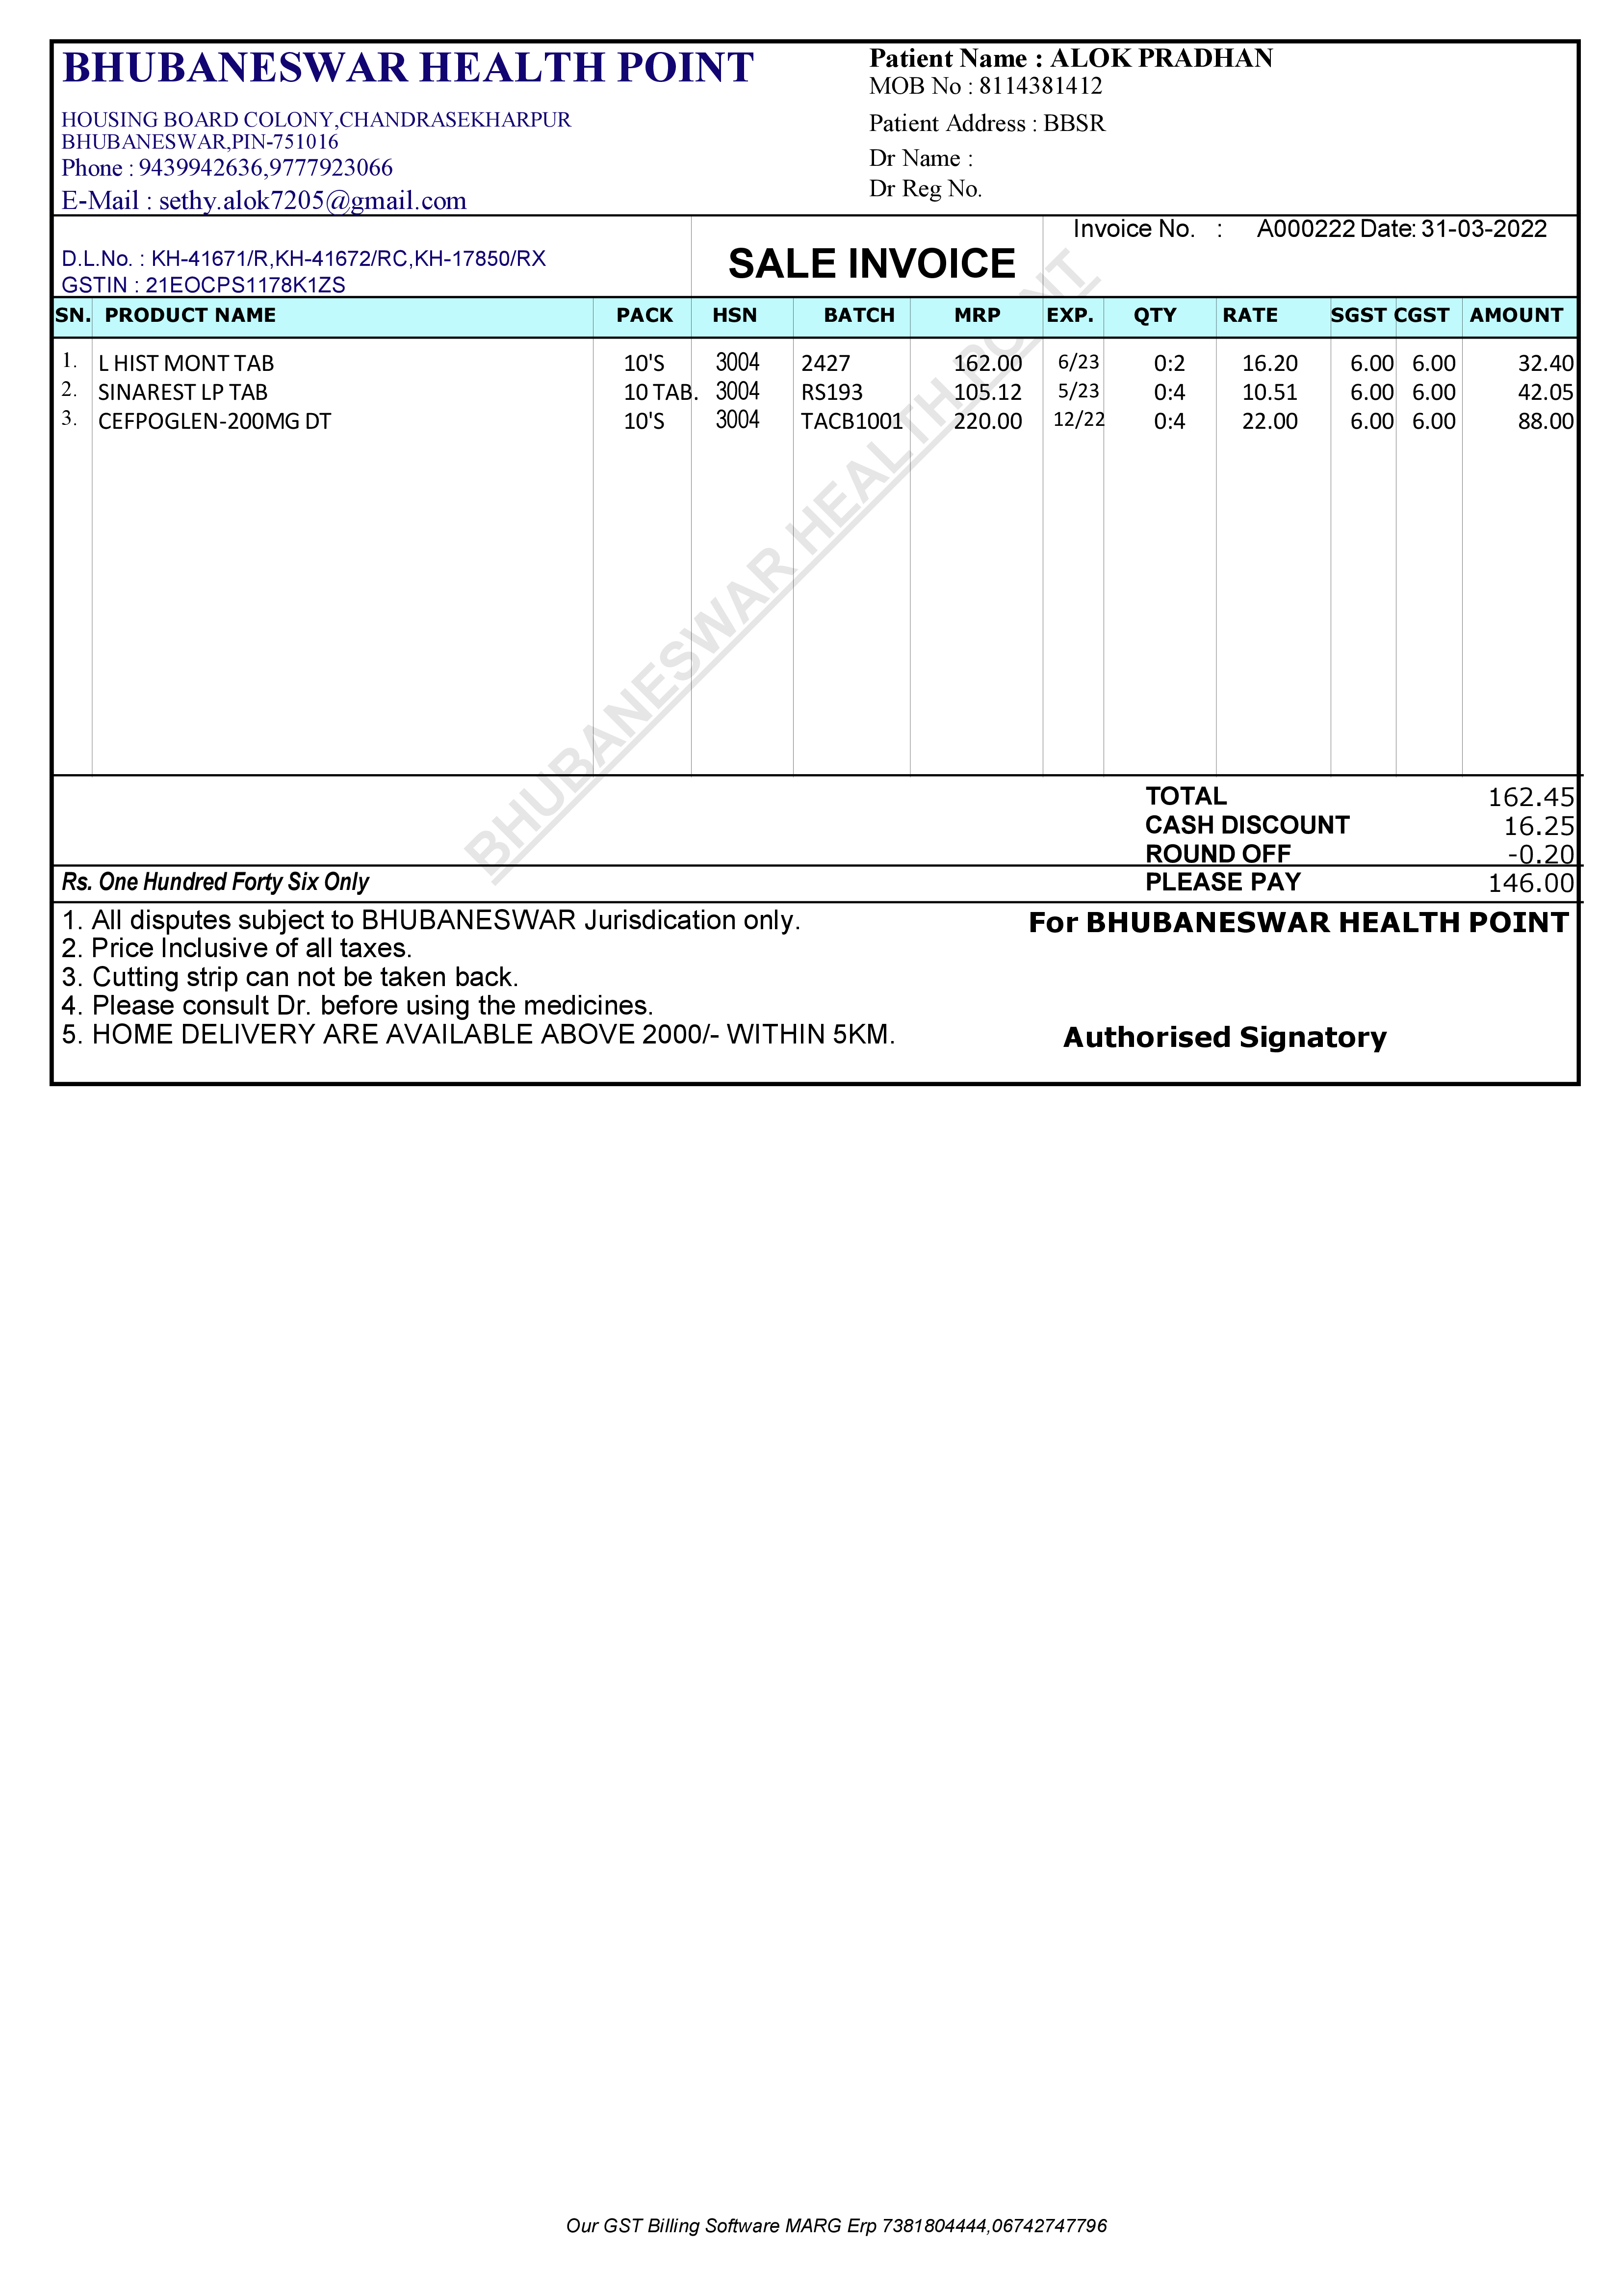 BHUBANESWAR HEALTH POINT
HOUSING BOARD COLONY,CHANDRASEKHARPUR
BHUBANESWAR,PIN-751016
Phone : 9439942636,9777923066
E-Mail : sethy.alok7205@gmail.com
Patient Name : ALOK PRADHAN
MOB No : 8114381412
Patient Address : BBSR
Dr Name :
Dr Reg No.
D.L.No. : KH-41671/R,KH-41672/RC,KH-17850/RX
GSTIN : 21EOCPS1178K1ZS
SALE INVOICE
Invoice No. : A000222 Date: 31-03-2022
SN. PRODUCT NAME PACK HSN BATCH MRP EXP. QTY RATE SGST CGST AMOUNT
1. L HIST MONT TAB 10'S 3004 2427 162.00 6/23 0:2 16.20 6.00 6.00 32.40
2. SINAREST LP TAB 10 TAB. 3004 RS193 105.12 5/23 0:4 10.51 6.00 6.00 42.05
3. CEFPOGLEN-200MG DT 10'S 3004 TACB1001 220.00 12/22 0:4 22.00 6.00 6.00 88.00
BHUBANESWAR HEALTH POINT
TOTAL 162.45
CASH DISCOUNT 16.25
ROUND OFF -0.20
Rs. One Hundred Forty Six Only PLEASE PAY 146.00
1. All disputes subject to BHUBANESWAR Jurisdication only.
2. Price Inclusive of all taxes.
3. Cutting strip can not be taken back.
4. Please consult Dr. before using the medicines.
5. HOME DELIVERY ARE AVAILABLE ABOVE 2000/- WITHIN 5KM.
For BHUBANESWAR HEALTH POINT
Authorised Signatory
Our GST Billing Software MARG Erp 7381804444,06742747796